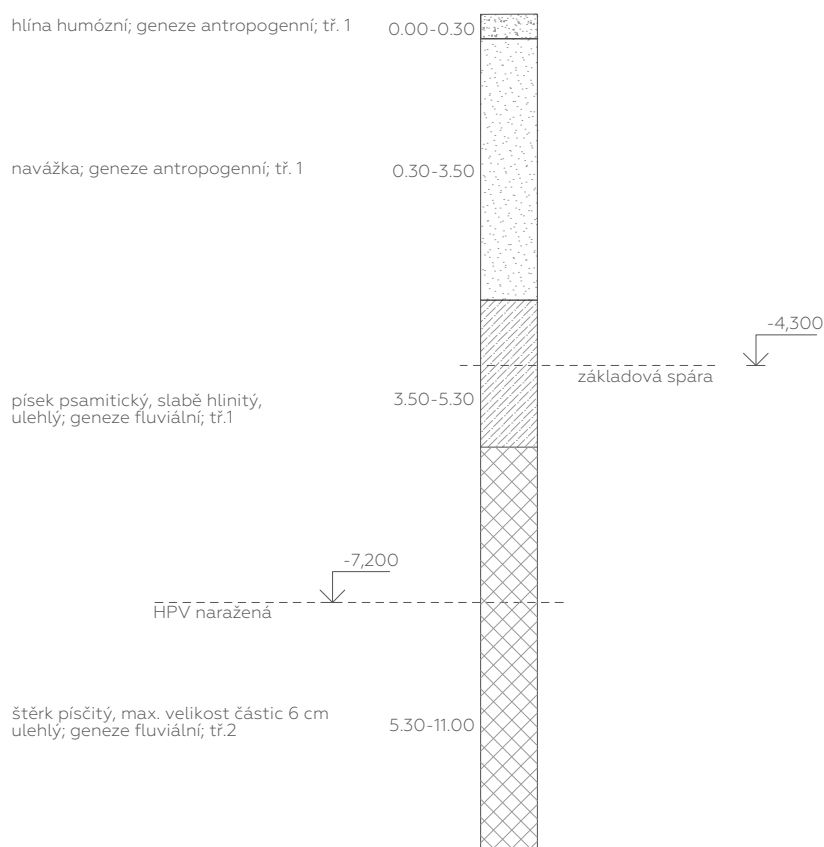 hlína humózní; geneze antropogenní; tř. 1 0.00-0.30
navážka; geneze antropogenní; tř. 1 0.30-3.50
-4,300
základová spára
písek psamitický, slabě hlinitý, 3.50-5.30
ulehlý; geneze fluviální; tř.1
-7,200
HPV naražená
štěrk písčitý, max. velikost částic 6 cm 5.30-11.00
ulehlý; geneze fluviální; tř.2